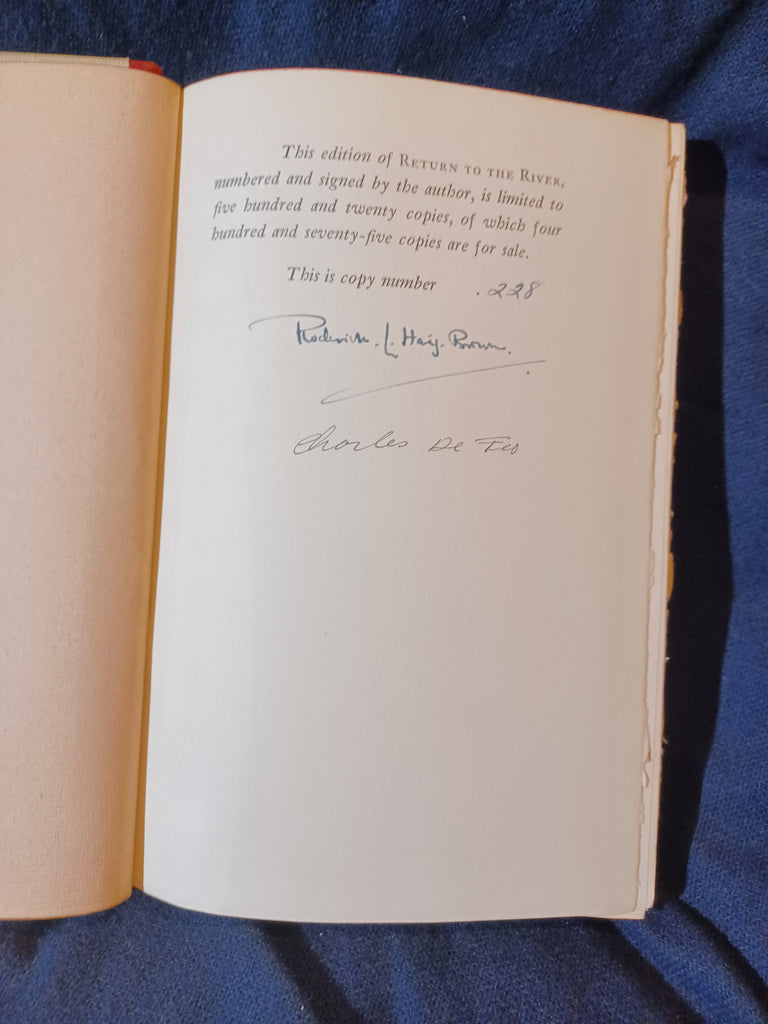 This edition of RETURN TO THE RIVER,
numbered and signed by the author, is limited to
five hundred and twenty copies, of which four
hundred and seventy-five copies are for sale.
This is copy number . 228
Roderick. L. Haig-Brown.
Charles De Feo